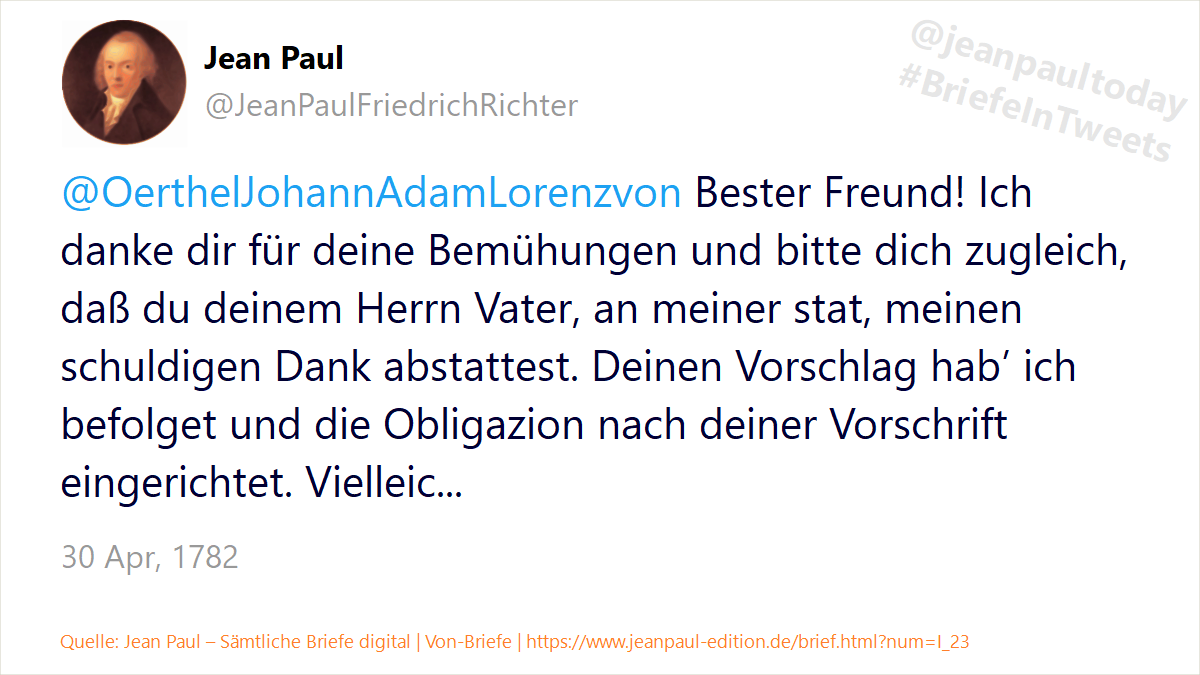 Jean Paul
@JeanPaulFriedrichRichter
@jeanpaultoday
#BriefeInTweets
@OerthelJohannAdamLorenzvon Bester Freund! Ich
danke dir für deine Bemühungen und bitte dich zugleich,
daß du deinem Herrn Vater, an meiner stat, meinen
schuldigen Dank abstattest. Deinen Vorschlag hab’ ich
befolget und die Obligazion nach deiner Vorschrift
eingerichtet. Vielleic...
30 Apr, 1782
Quelle: Jean Paul – Sämtliche Briefe digital | Von-Briefe | https://www.jeanpaul-edition.de/brief.html?num=I_23